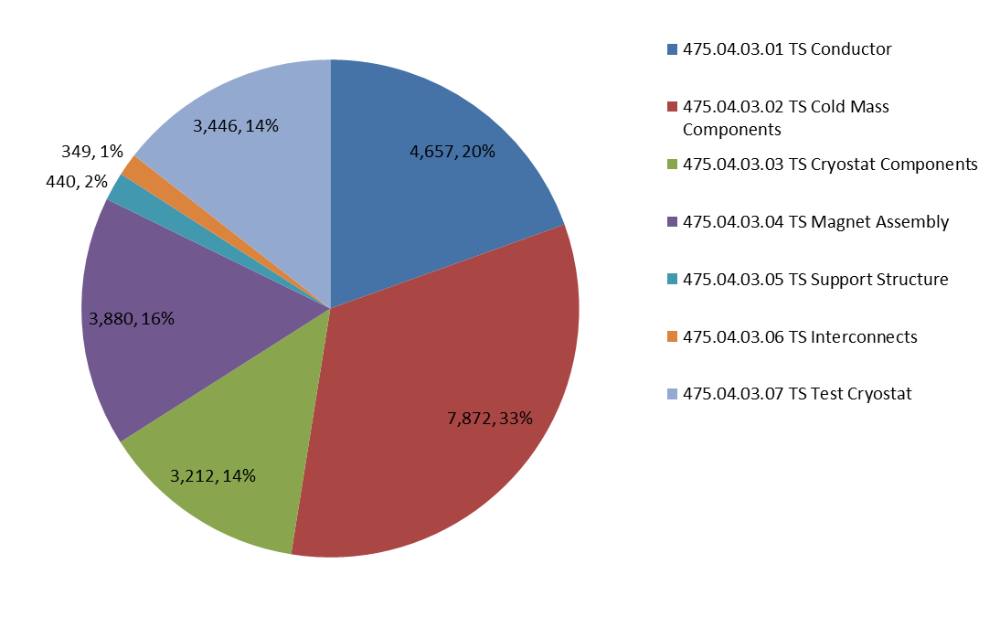 475.04.03.01 TS Conductor
475.04.03.02 TS Cold Mass
Components
475.04.03.03 TS Cryostat Components
475.04.03.04 TS Magnet Assembly
475.04.03.05 TS Support Structure
475.04.03.06 TS Interconnects
475.04.03.07 TS Test Cryostat
4,657, 20%
7,872, 33%
3,212, 14%
3,880, 16%
440, 2%
349, 1%
3,446, 14%